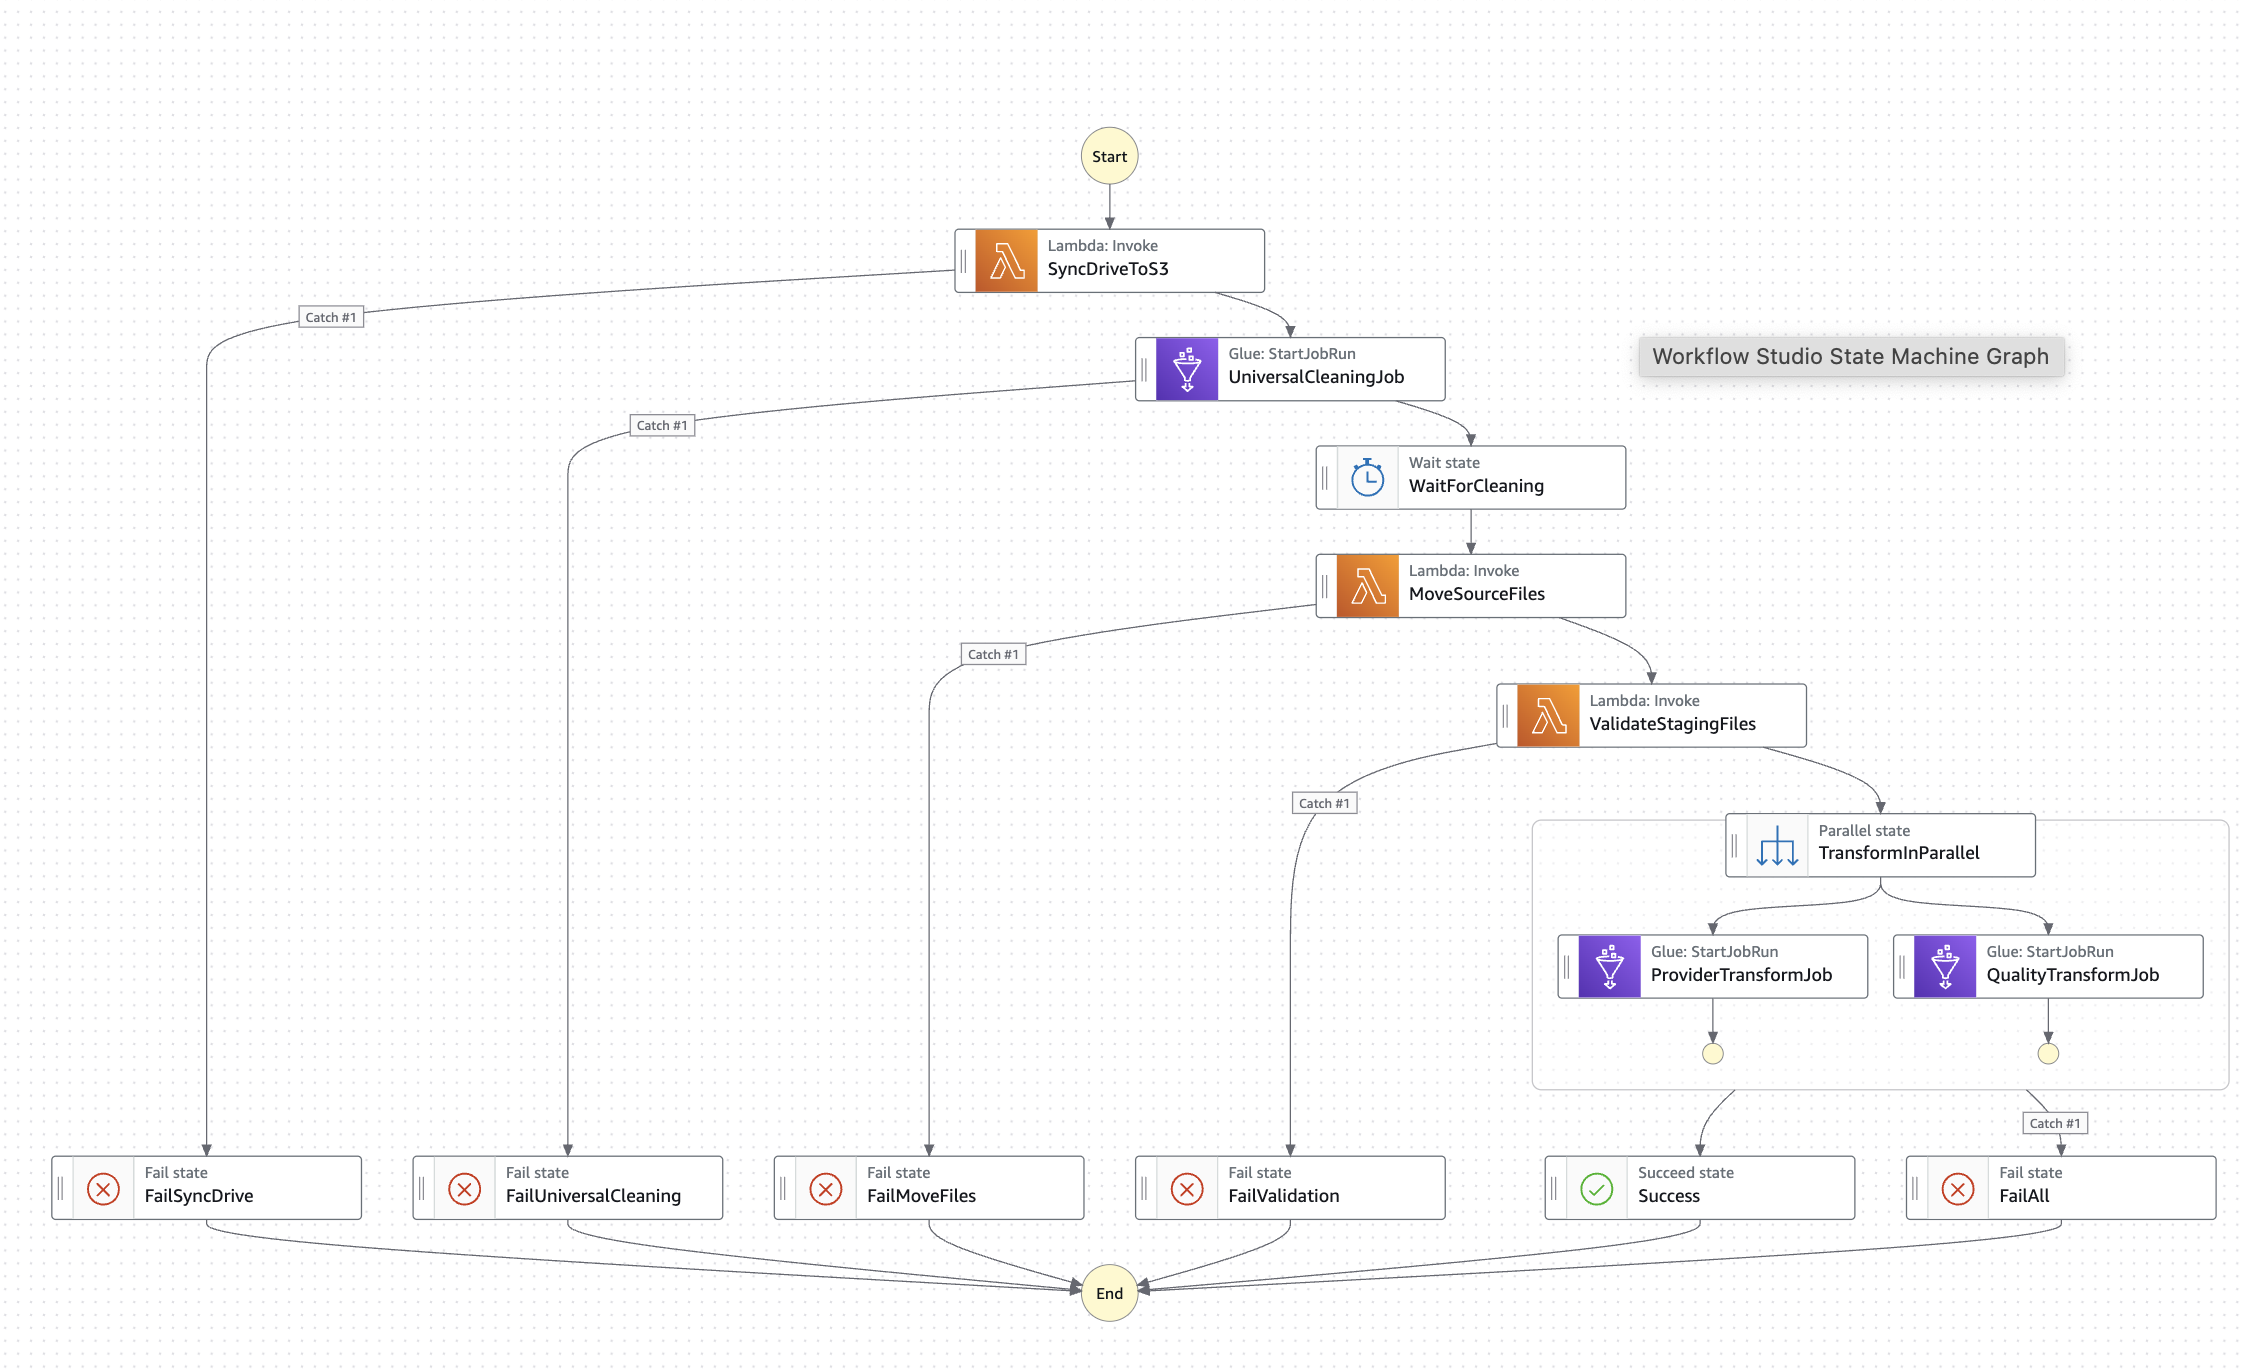 Start
Lambda: Invoke
SyncDriveToS3
Catch #1
Glue: StartJobRun
UniversalCleaningJob
Workflow Studio State Machine Graph
Catch #1
Wait state
WaitForCleaning
Lambda: Invoke
MoveSourceFiles
Catch #1
Lambda: Invoke
ValidateStagingFiles
Catch #1
Parallel state
TransformInParallel
Glue: StartJobRun
ProviderTransformJob
Glue: StartJobRun
QualityTransformJob
Catch #1
Fail state
FailSyncDrive
Fail state
FailUniversalCleaning
Fail state
FailMoveFiles
Fail state
FailValidation
Succeed state
Success
Fail state
FailAll
End